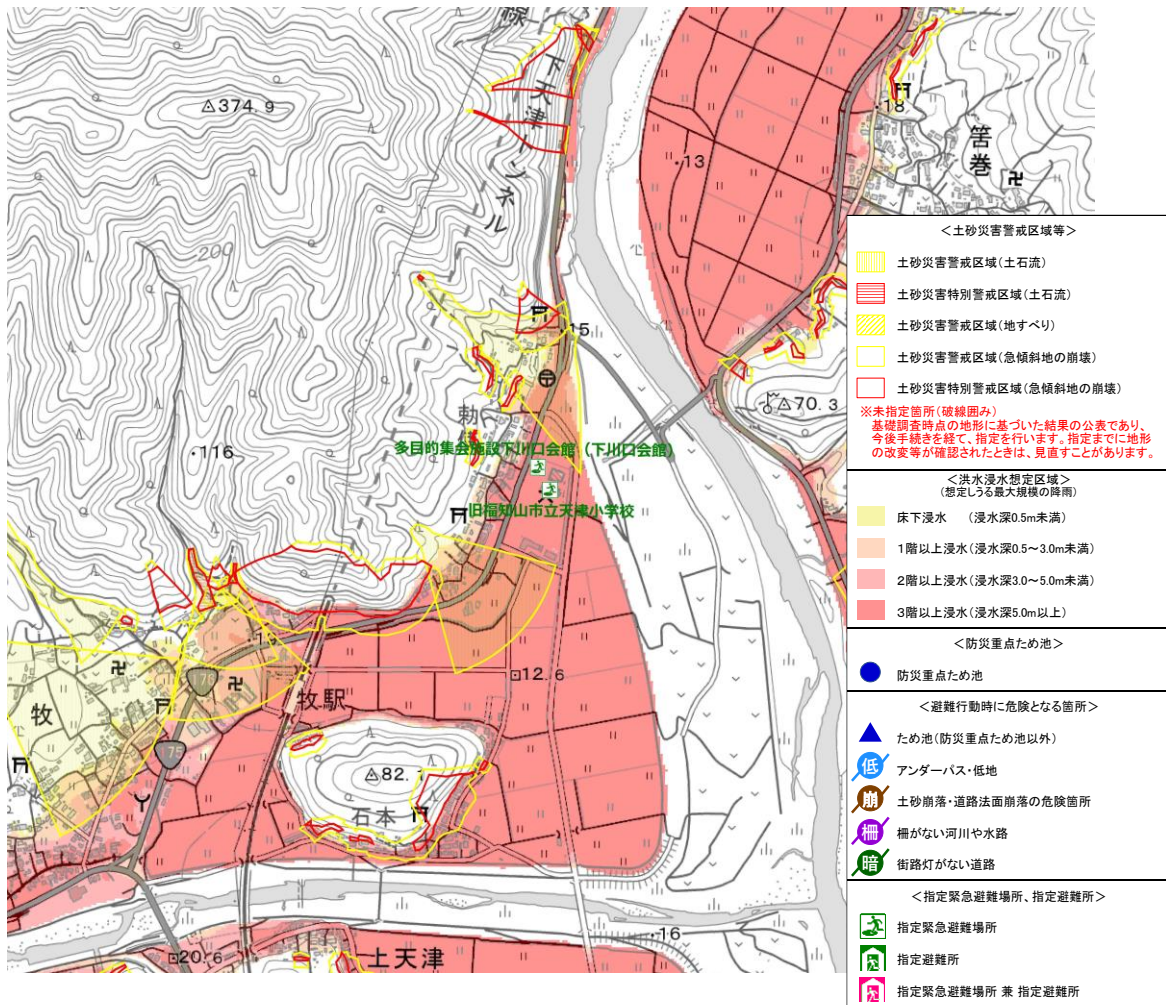 線
下天津トンネル
374.9
200
・13
18
筈巻
15
勅使
70.3
・116
多目的集会施設下川口会館（下川口会館）
旧福知山市立天津小学校
12.6
176
牧駅
牧
175
82.
石本
・16
20.6
上天津
＜土砂災害警戒区域等＞
土砂災害警戒区域（土石流）
土砂災害特別警戒区域（土石流）
土砂災害警戒区域（地すべり）
土砂災害警戒区域（急傾斜地の崩壊）
土砂災害特別警戒区域（急傾斜地の崩壊）
※未指定箇所（破線囲み）
基礎調査時点の地形に基づいた結果の公表であり、
今後手続きを経て、指定を行います。指定までに地形
の改変等が確認されたときは、見直すことがあります。
＜洪水浸水想定区域＞
（想定しうる最大規模の降雨）
床下浸水　（浸水深0.5m未満）
1階以上浸水（浸水深0.5～3.0m未満）
2階以上浸水（浸水深3.0～5.0m未満）
3階以上浸水（浸水深5.0m以上）
＜防災重点ため池＞
防災重点ため池
＜避難行動時に危険となる箇所＞
ため池（防災重点ため池以外）
低 アンダーパス・低地
崩 土砂崩落・道路法面崩落の危険箇所
柵 柵がない河川や水路
暗 街路灯がない道路
＜指定緊急避難場所、指定避難所＞
指定緊急避難場所
指定避難所
指定緊急避難場所 兼 指定避難所